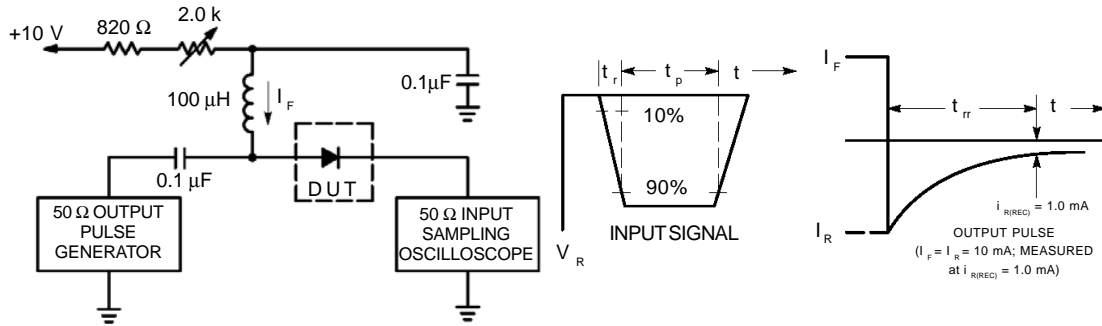 +10 V
820 Ω
2.0 k
0.1μF
100 μH
I F
0.1 μF
DUT
50 Ω OUTPUT
PULSE
GENERATOR
50 Ω INPUT
SAMPLING
OSCILLOSCOPE
t r
t p
t
10%
90%
V R
INPUT SIGNAL
I F
t rr
t
I R
i R(REC) = 1.0 mA
OUTPUT PULSE
(I F = I R = 10 mA; MEASURED
at i R(REC) = 1.0 mA)